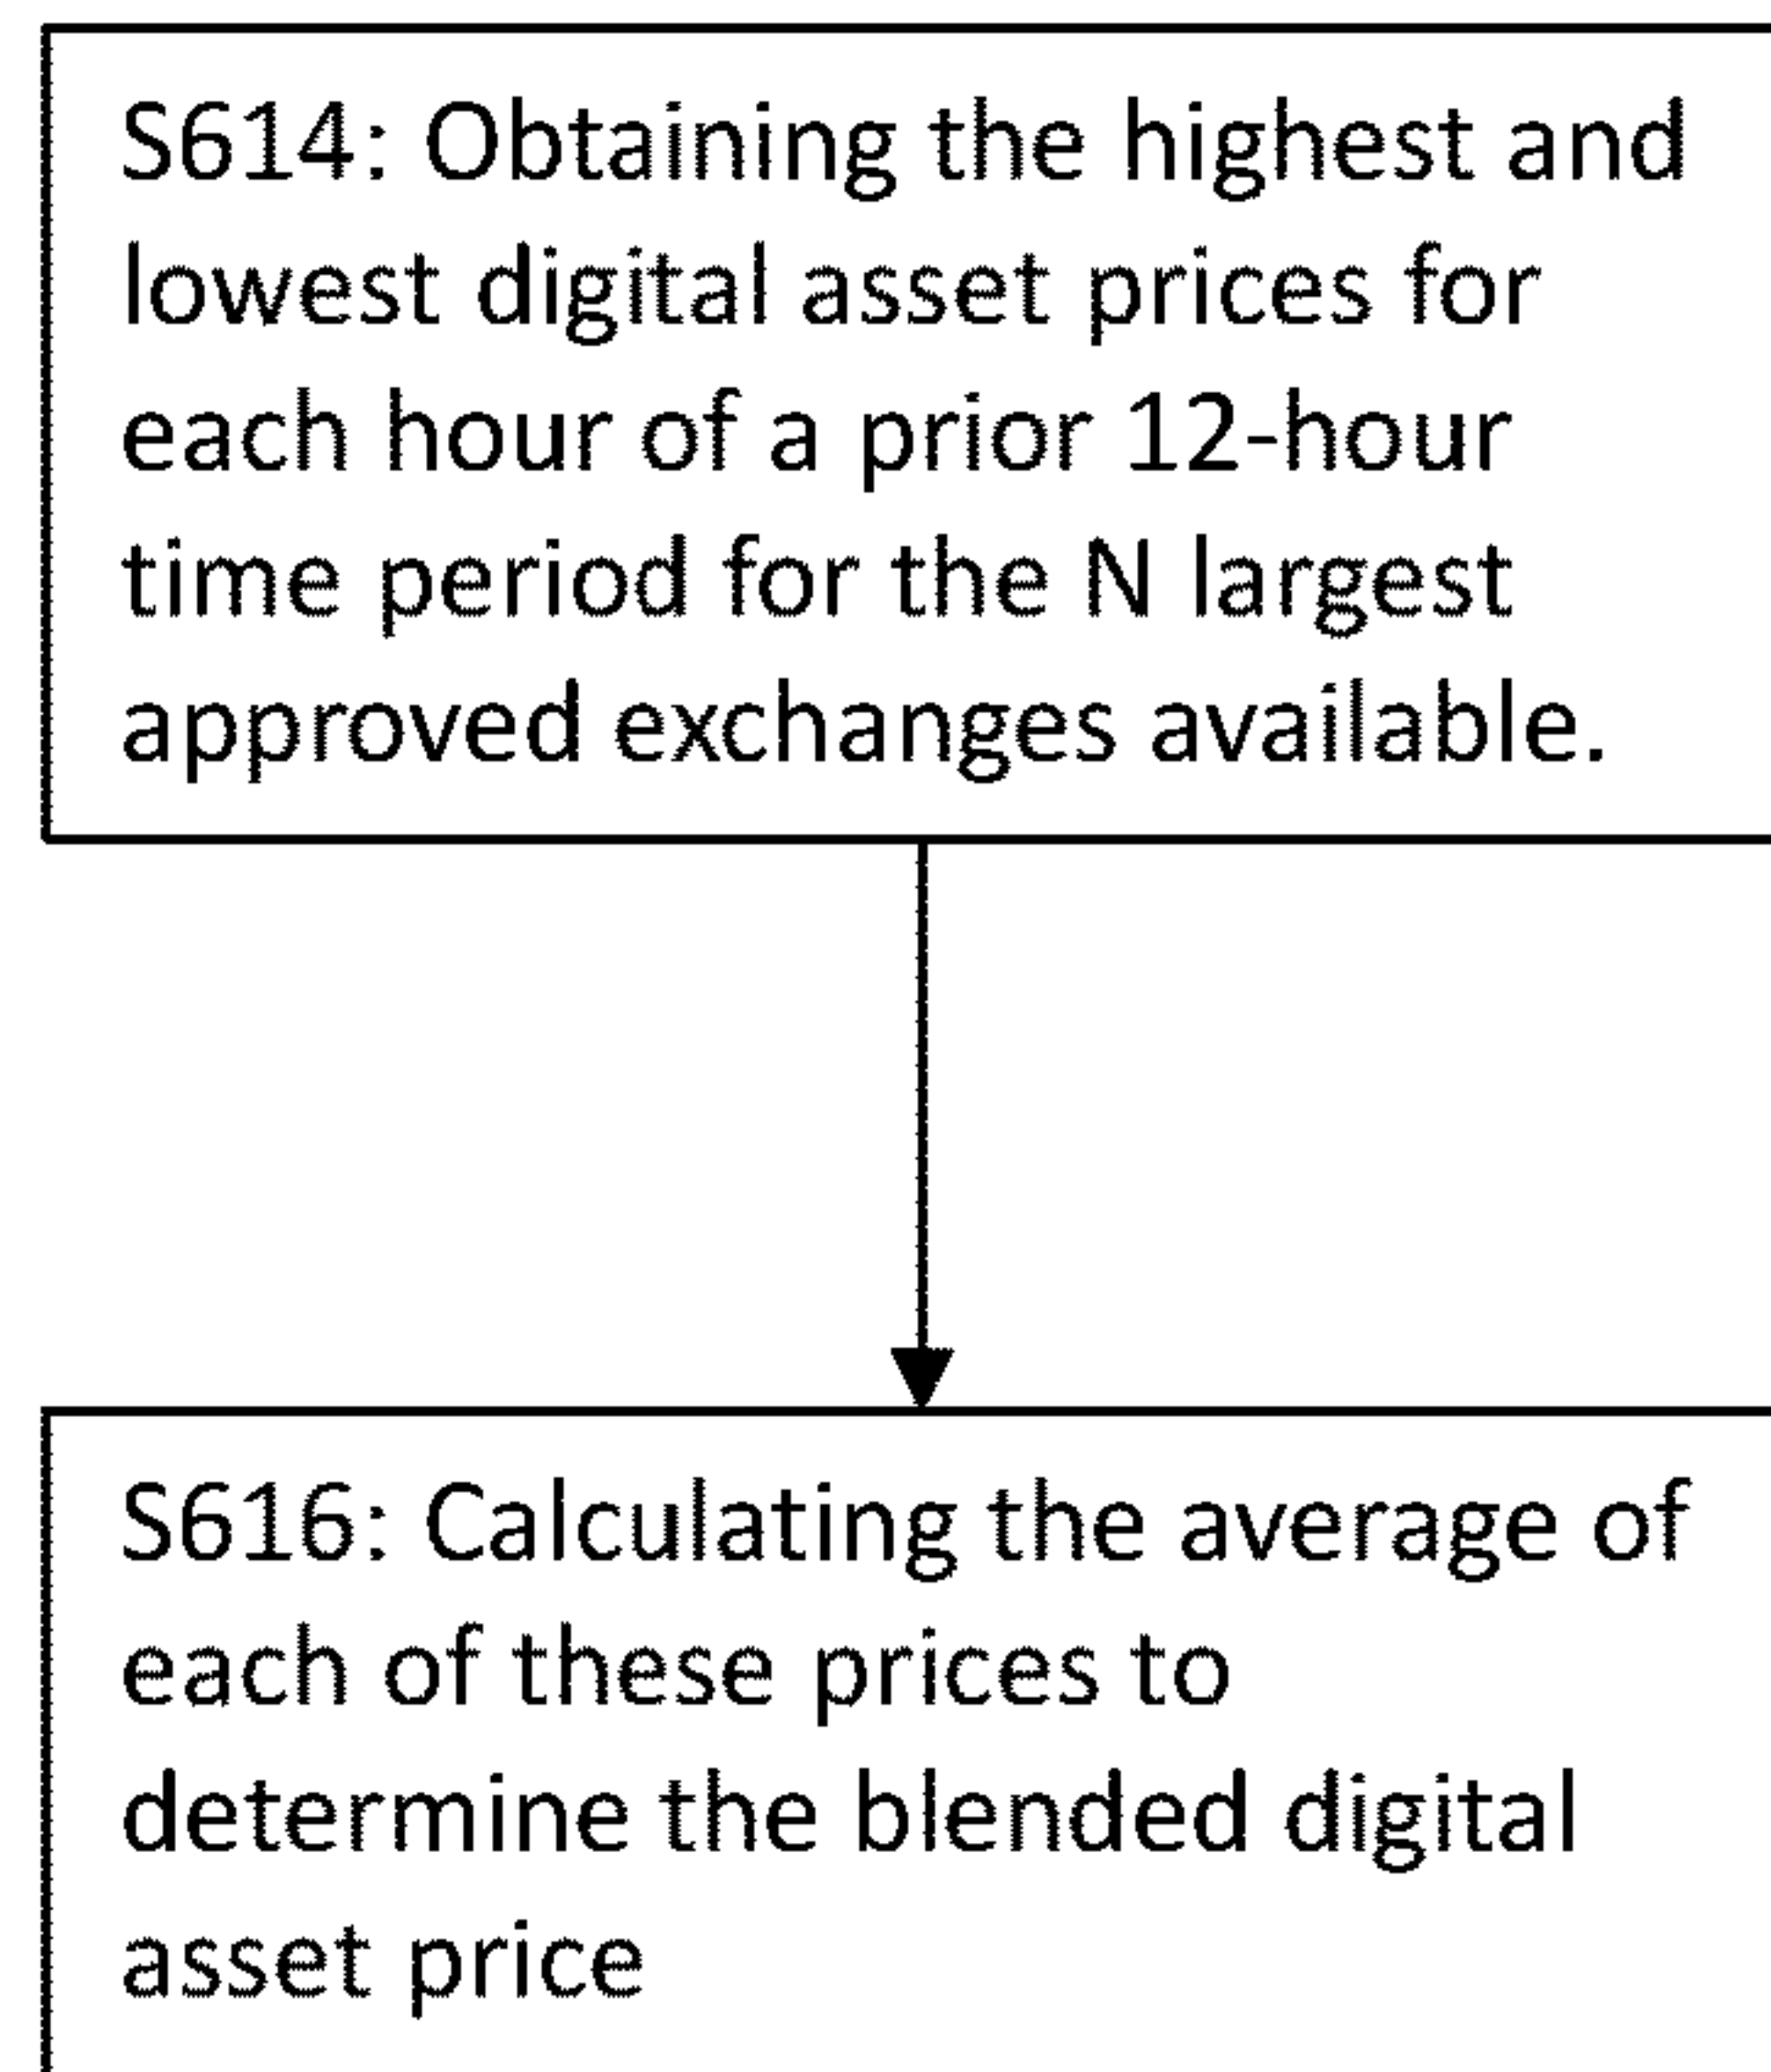 S614: Obtaining the highest and
lowest digital asset prices for
each hour of a prior 12-hour
time period for the N largest
approved exchanges available.
S616: Calculating the average of
each of these prices to
determine the blended digital
asset price